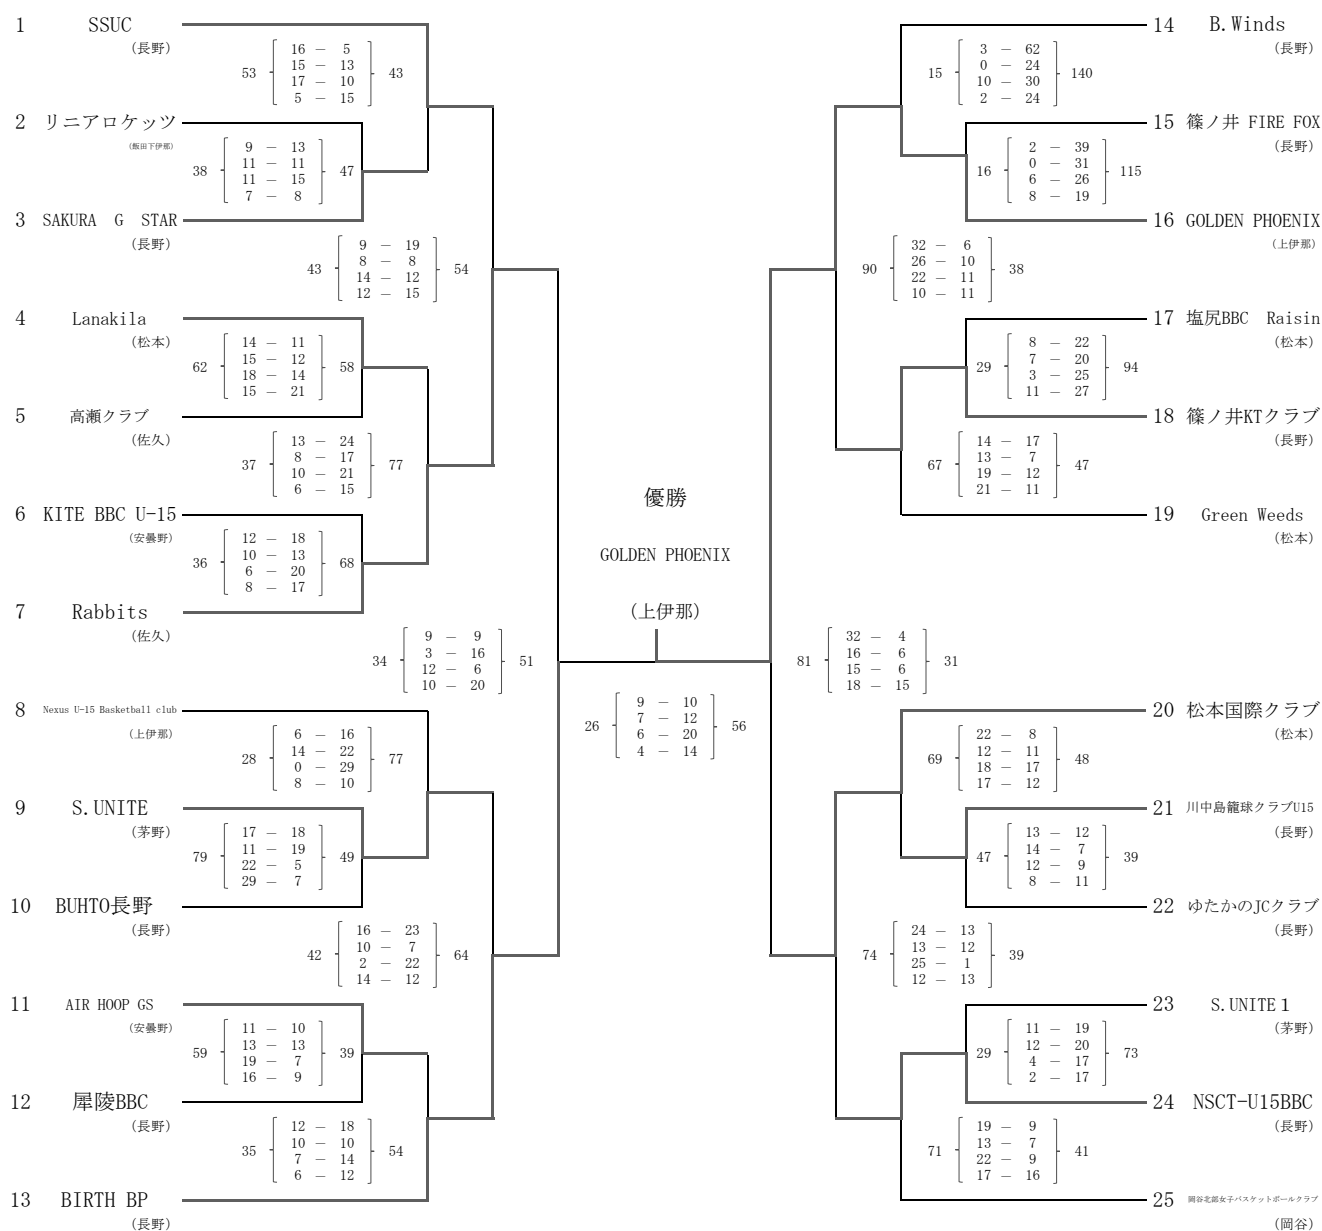 1 SSUC
(長野)
16 － 5
15 － 13
53 43
17 － 10
5 － 15
2 リニアロケッツ
(飯田下伊那)
9 － 13
11 － 11
38 47
11 － 15
7 － 8
3 SAKURA G STAR
(長野)
9 － 19
8 － 8
43 54
14 － 12
12 － 15
4 Lanakila
(松本)
14 － 11
15 － 12
62 58
18 － 14
15 － 21
5 高瀬クラブ
(佐久)
13 － 24
8 － 17
37 77
10 － 21
6 － 15
6 KITE BBC U-15
(安曇野)
12 － 18
10 － 13
36 68
6 － 20
8 － 17
7 Rabbits
(佐久)
9 － 9
3 － 16
34 51
12 － 6
10 － 20
8 Nexus U-15 Basketball club
(上伊那)
6 － 16
14 － 22
28 77
0 － 29
8 － 10
9 S.UNITE
(茅野)
17 － 18
11 － 19
79 49
22 － 5
29 － 7
10 BUHTO長野
(長野)
16 － 23
10 － 7
42 64
2 － 22
14 － 12
11 AIR HOOP GS
(安曇野)
11 － 10
13 － 13
59 39
19 － 7
16 － 9
12 犀陵BBC
(長野)
12 － 18
10 － 10
35 54
7 － 14
6 － 12
13 BIRTH BP
(長野)
優勝
GOLDEN PHOENIX
(上伊那)
9 － 10
7 － 12
26 56
6 － 20
4 － 14
14 B.Winds
(長野)
3 － 62
0 － 24
15 140
10 － 30
2 － 24
15 篠ノ井 FIRE FOX
(長野)
2 － 39
0 － 31
16 115
6 － 26
8 － 19
16 GOLDEN PHOENIX
(上伊那)
32 － 6
26 － 10
90 38
22 － 11
10 － 11
17 塩尻BBC Raisin
(松本)
8 － 22
7 － 20
29 94
3 － 25
11 － 27
18 篠ノ井KTクラブ
(長野)
14 － 17
13 － 7
67 47
19 － 12
21 － 11
19 Green Weeds
(松本)
32 － 4
16 － 6
81 31
15 － 6
18 － 15
20 松本国際クラブ
(松本)
22 － 8
12 － 11
69 48
18 － 17
17 － 12
21 川中島籠球クラブU15
(長野)
13 － 12
14 － 7
47 39
12 － 9
8 － 11
22 ゆたかのJCクラブ
(長野)
24 － 13
13 － 12
74 39
25 － 1
12 － 13
23 S.UNITE１
(茅野)
11 － 19
12 － 20
29 73
4 － 17
2 － 17
24 NSCT-U15BBC
(長野)
19 － 9
13 － 7
71 41
22 － 9
17 － 16
25 岡谷北部女子バスケットボールクラブ
(岡谷)